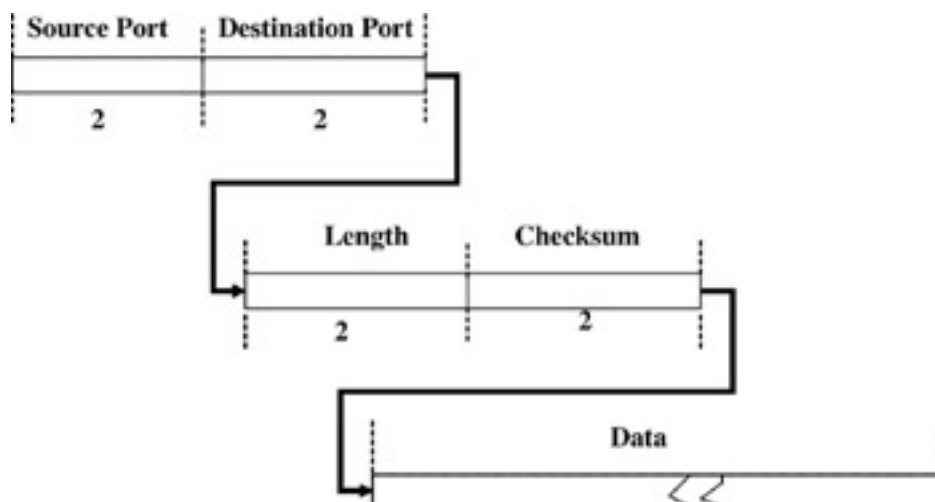 Source Port Destination Port
2 2
Length Checksum
2 2
Data